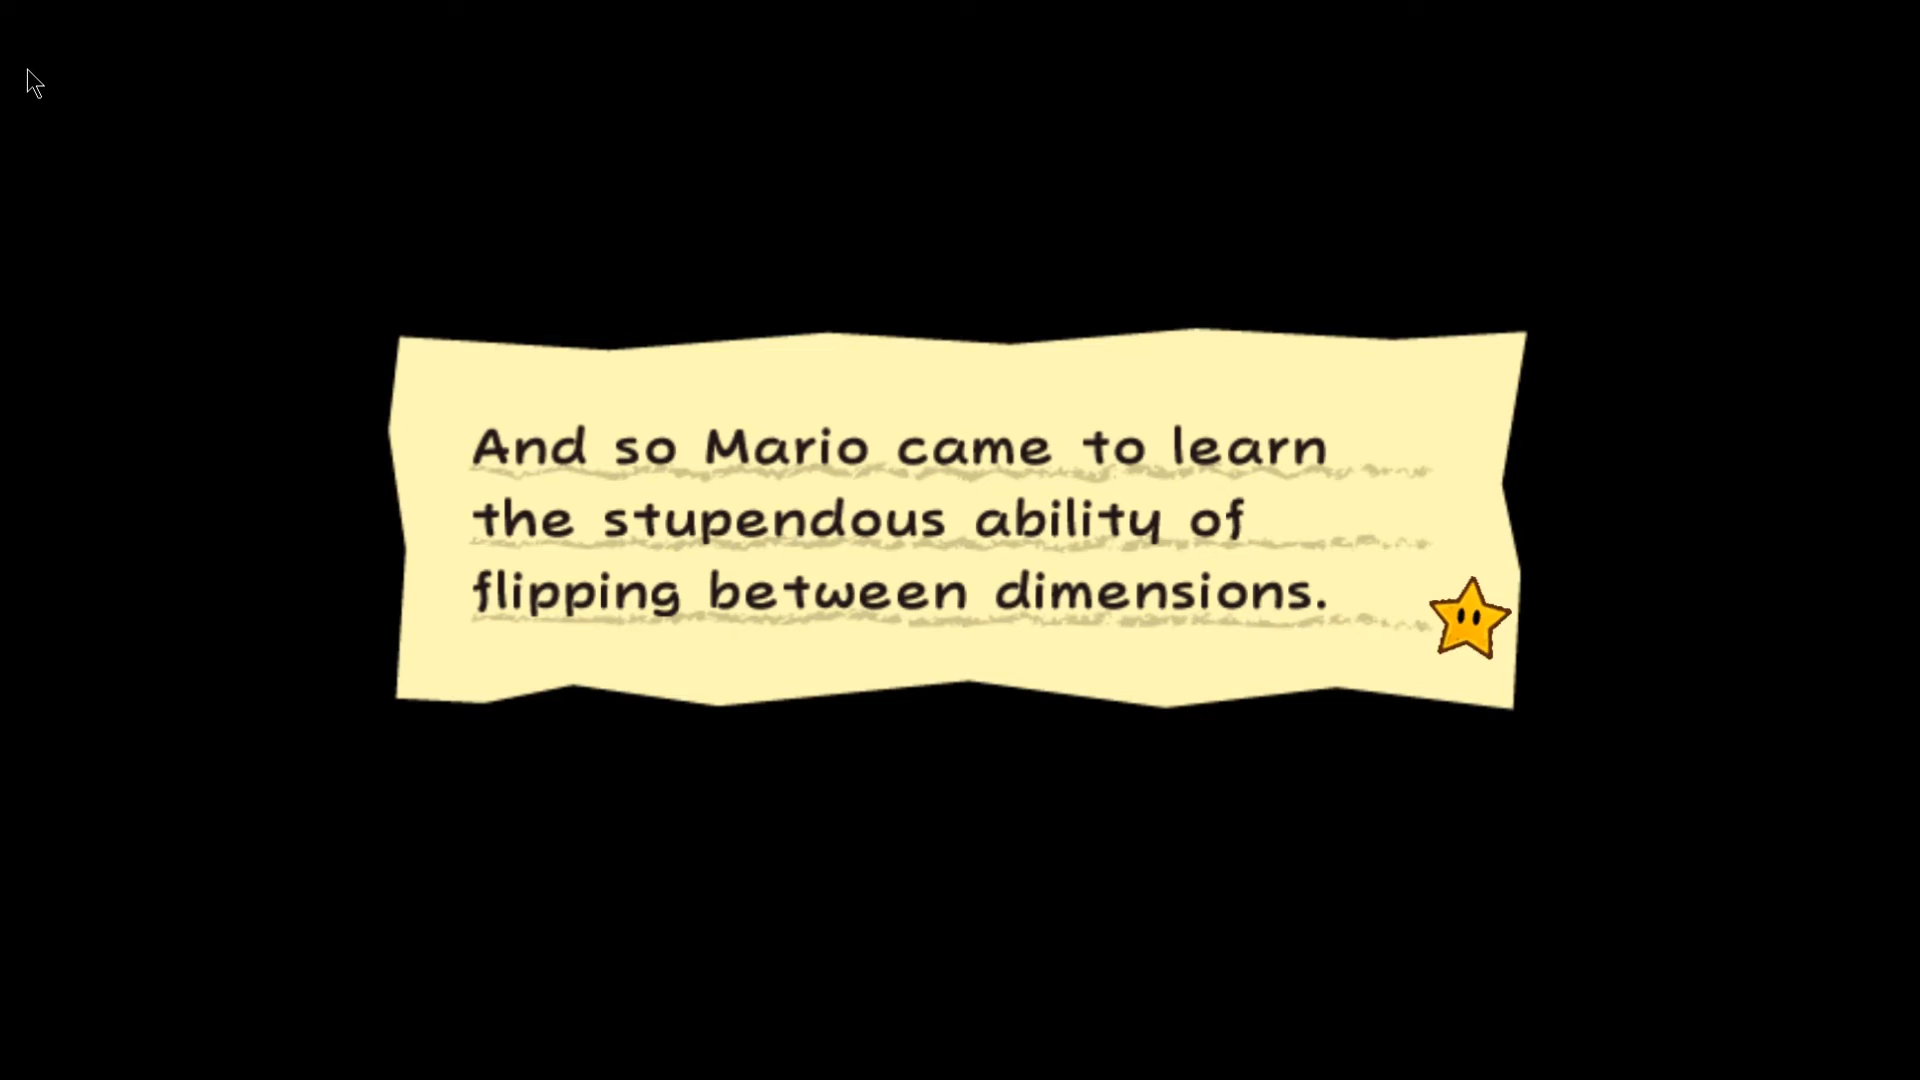 And so Mario came to learn
the stupendous ability of
flipping between dimensions.